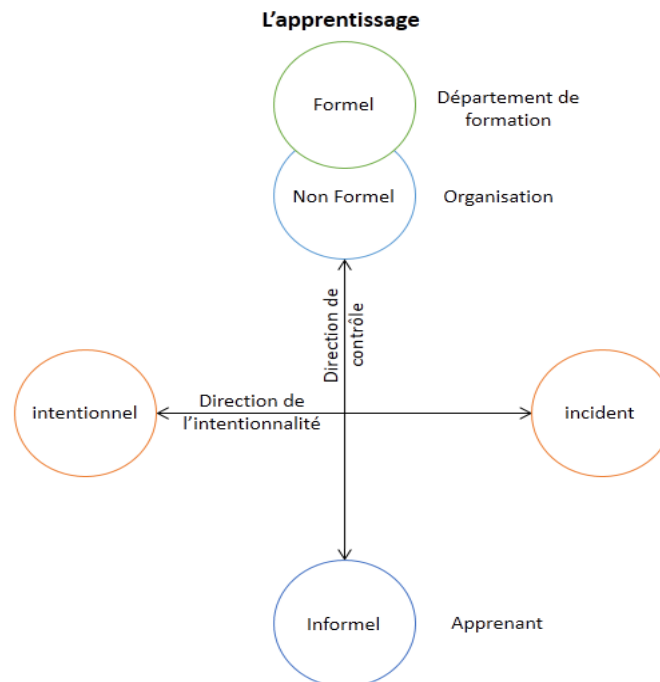 L'apprentissage
Formel
Département de
formation
Non Formel
Organisation
Direction de
contrôle
intentionnel
Direction de
l'intentionnalité
incident
Informel
Apprenant